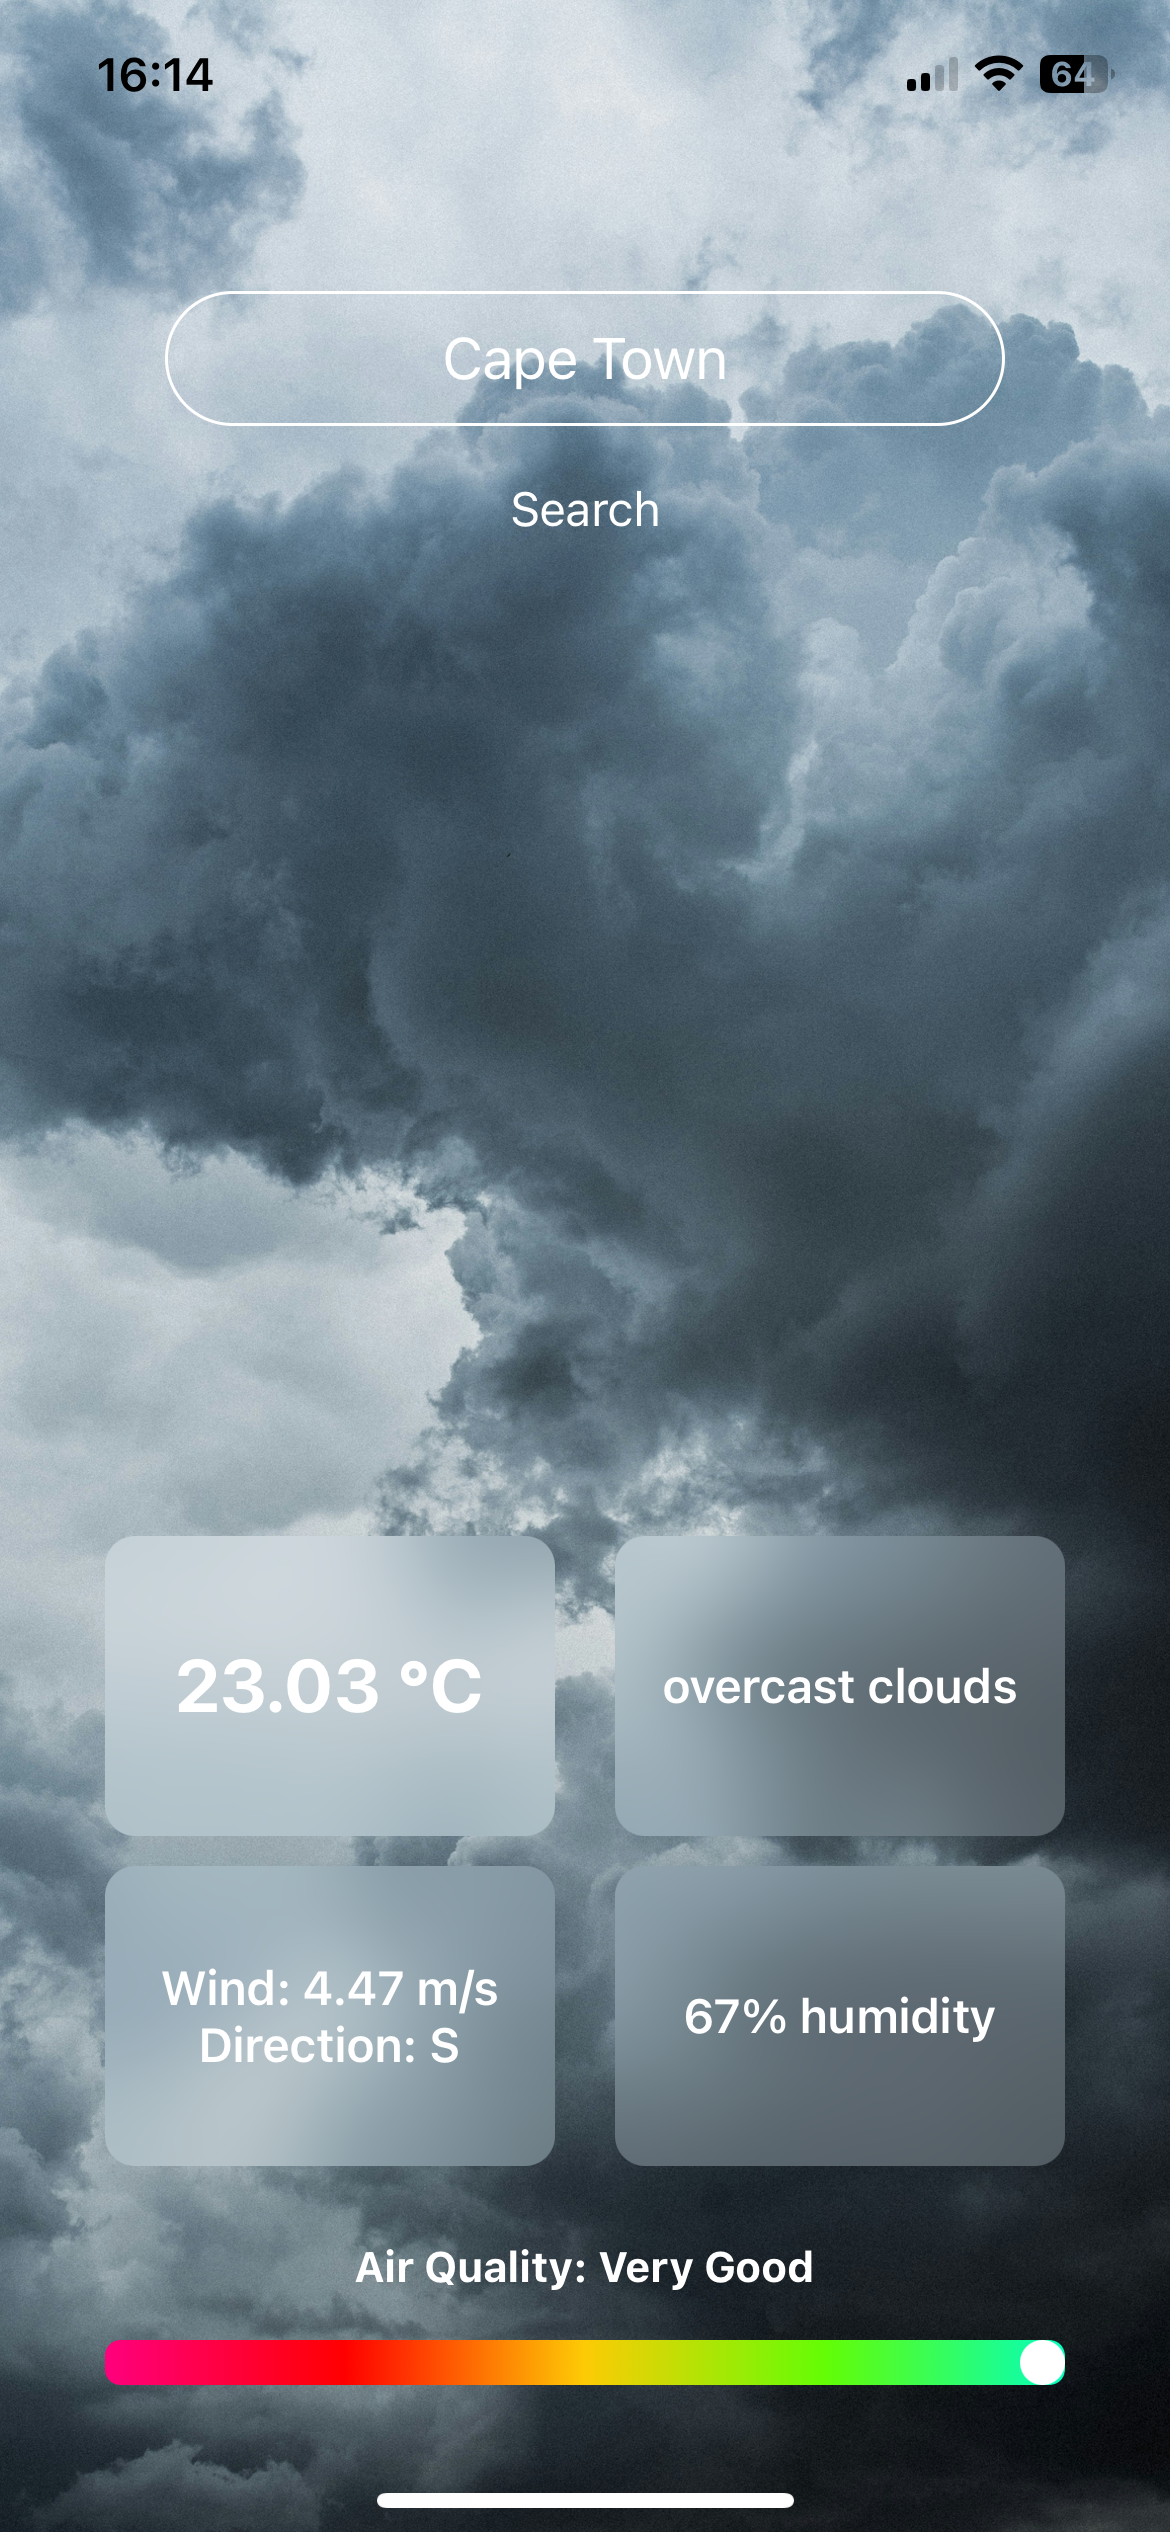 16:14
64
Cape Town
Search
23.03 °C
overcast clouds
Wind: 4.47 m/s
Direction: S
67% humidity
Air Quality: Very Good